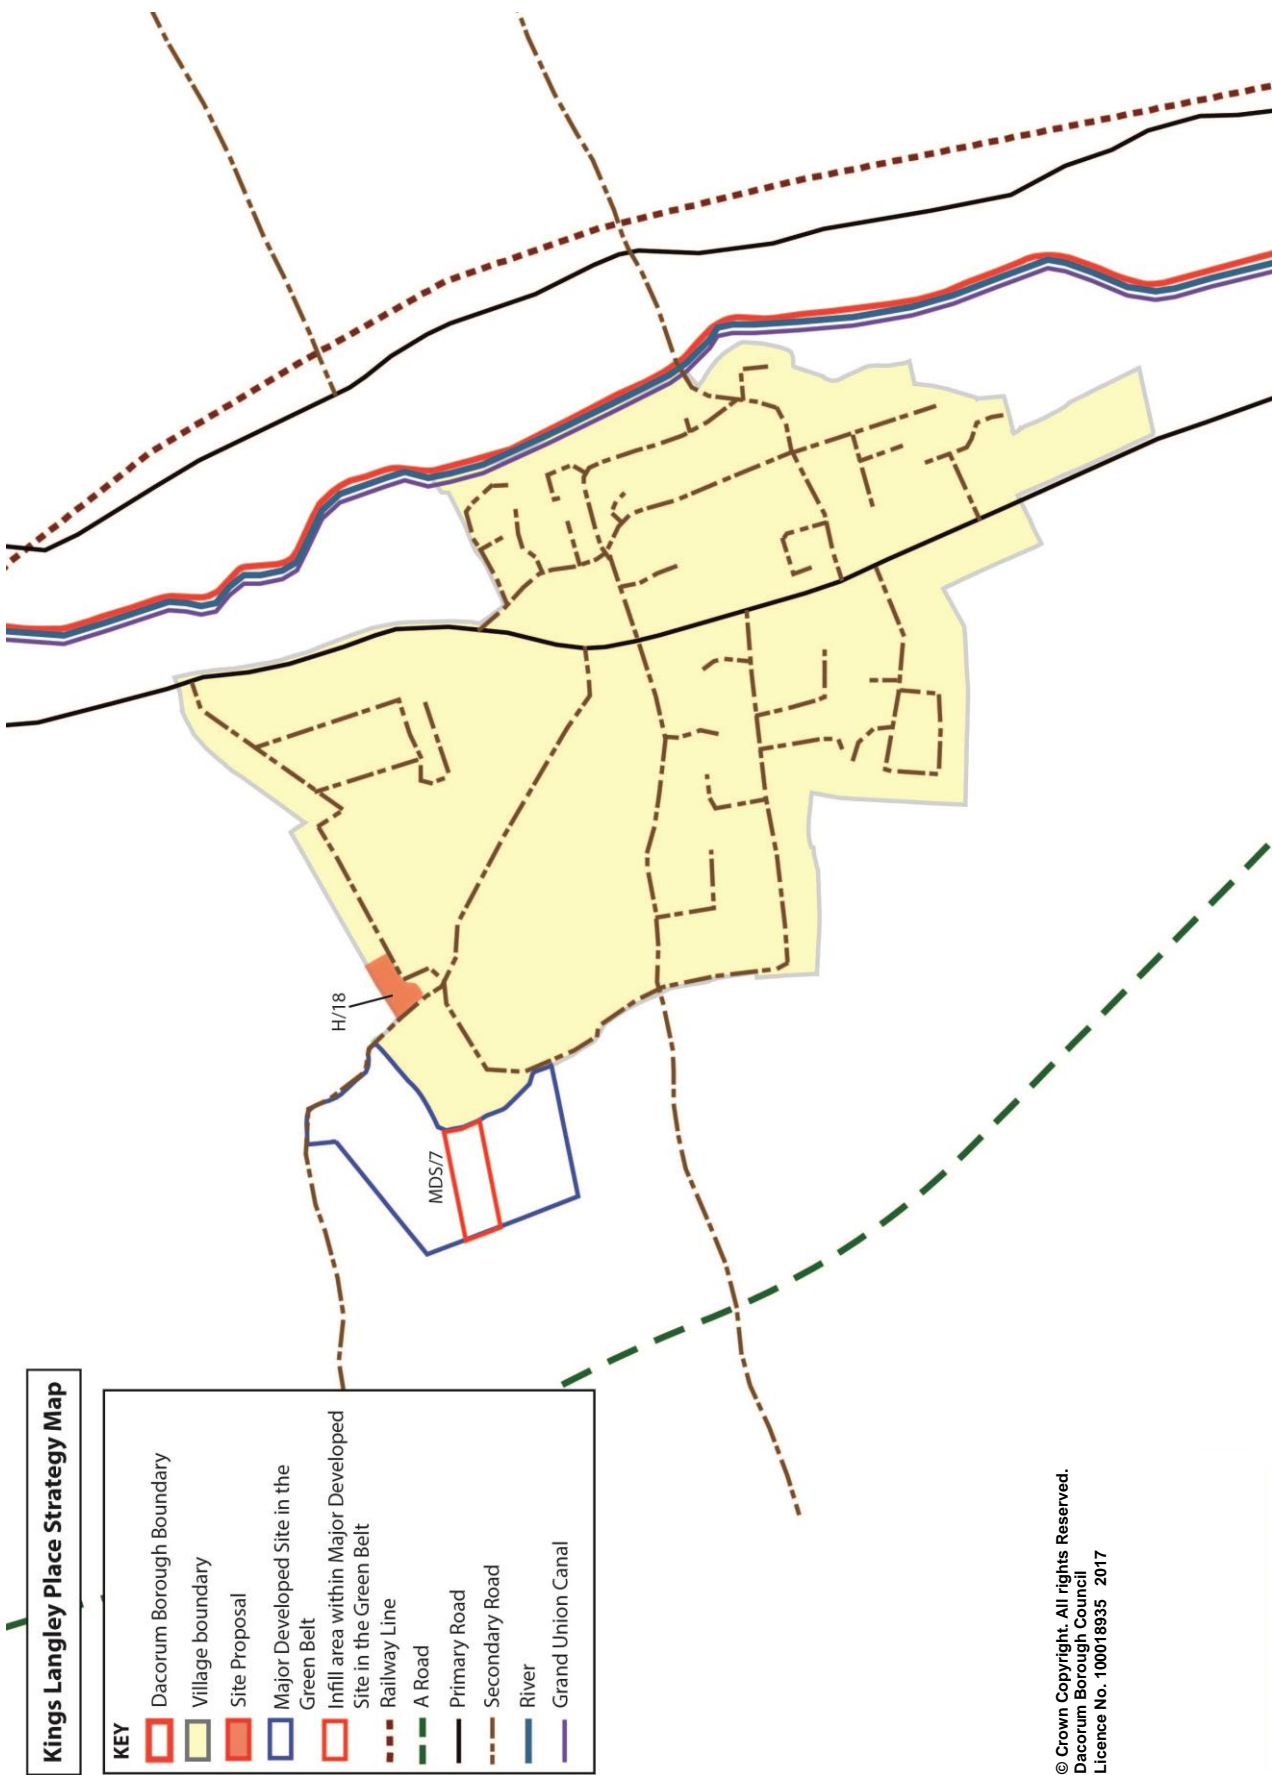 Kings Langley Place Strategy Map
KEY
Dacorum Borough Boundary
Village boundary
Site Proposal
Major Developed Site in the
Green Belt
Infill area within Major Developed
Site in the Green Belt
Railway Line
A Road
Primary Road
Secondary Road
River
Grand Union Canal
H/18
MDS/7
© Crown Copyright. All rights Reserved.
Dacorum Borough Council
Licence No. 100018935 2017